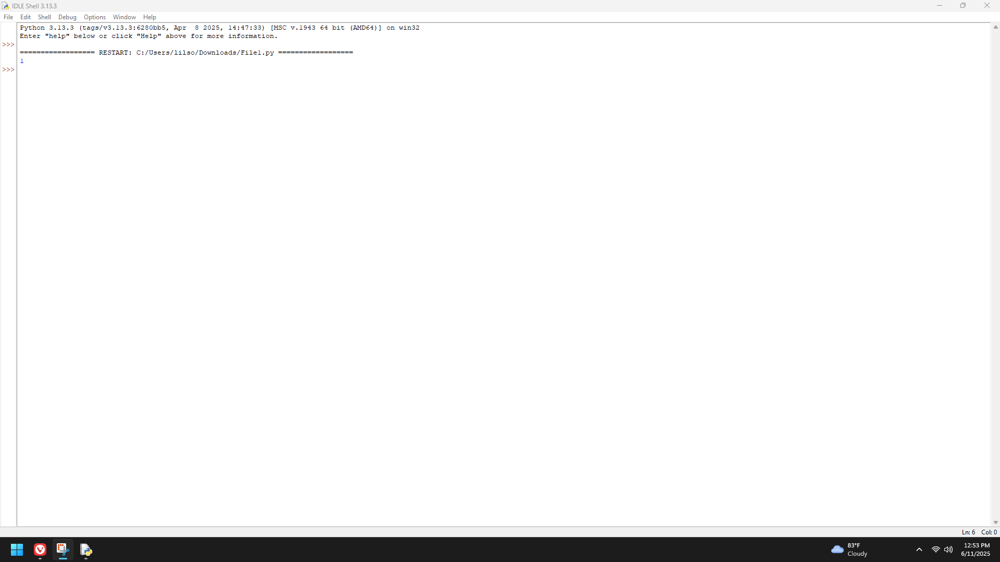 IDLE Shell 3.13.3
File Edit Shell Debug Options Window Help
Python 3.13.3 (tags/v3.13.3:6280bb5, Apr  8 2025, 14:47:33) [MSC v.1943 64 bit (AMD64)] on win32
Enter "help" below or click "Help" above for more information.
>>>
================== RESTART: C:/Users/lilso/Downloads/File1.py ==================
1
>>>
Ln: 6 Col: 0
83°F
Cloudy
12:53 PM
6/11/2025